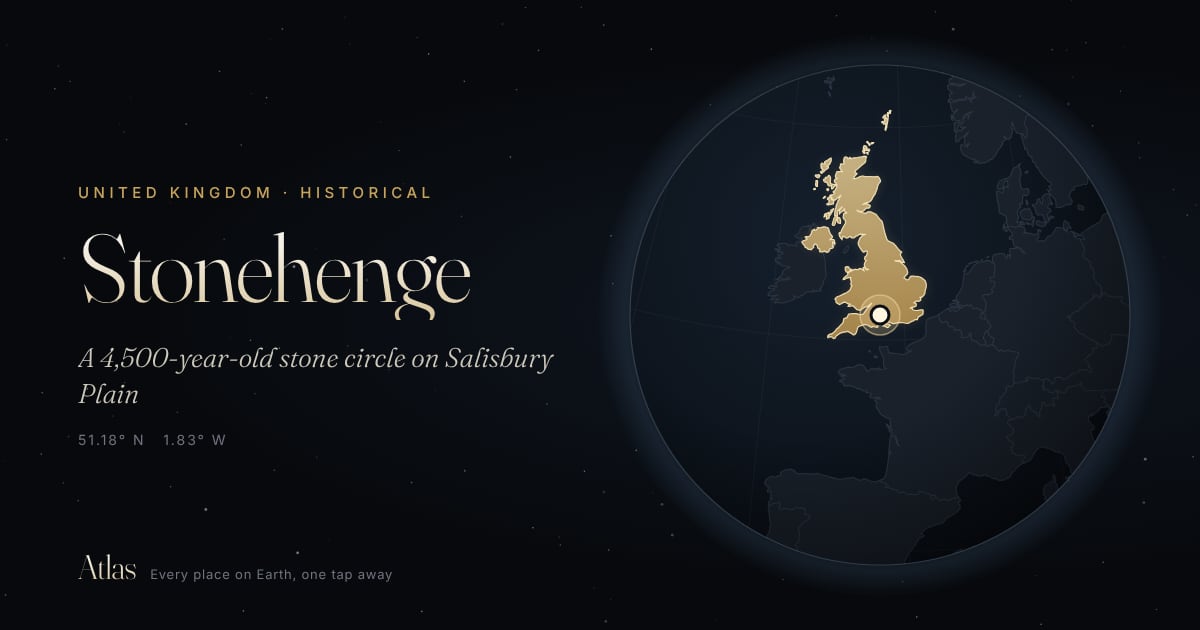 UNITED KINGDOM · HISTORICAL
Stonehenge
A 4,500-year-old stone circle on Salisbury
Plain
51.18° N 1.83° W
Atlas Every place on Earth, one tap away